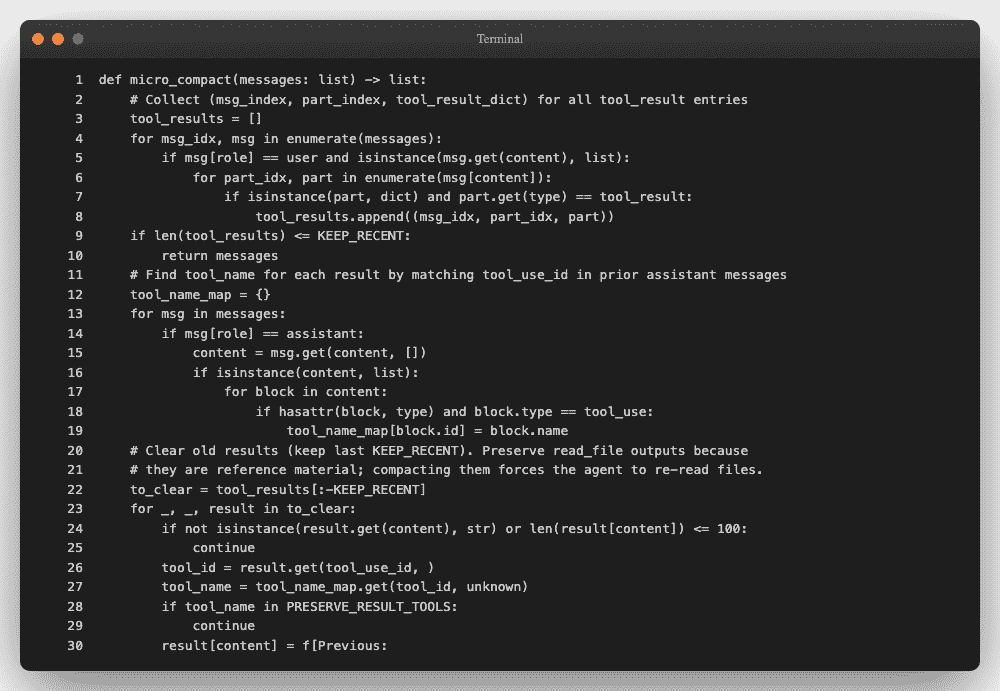 Terminal
1 def micro_compact(messages: list) -> list:
2     # Collect (msg_index, part_index, tool_result_dict) for all tool_result entries
3     tool_results = []
4     for msg_idx, msg in enumerate(messages):
5         if msg[role] == user and isinstance(msg.get(content), list):
6             for part_idx, part in enumerate(msg[content]):
7                 if isinstance(part, dict) and part.get(type) == tool_result:
8                     tool_results.append((msg_idx, part_idx, part))
9     if len(tool_results) <= KEEP_RECENT:
10         return messages
11     # Find tool_name for each result by matching tool_use_id in prior assistant messages
12     tool_name_map = {}
13     for msg in messages:
14         if msg[role] == assistant:
15             content = msg.get(content, [])
16             if isinstance(content, list):
17                 for block in content:
18                     if hasattr(block, type) and block.type == tool_use:
19                         tool_name_map[block.id] = block.name
20     # Clear old results (keep last KEEP_RECENT). Preserve read_file outputs because
21     # they are reference material; compacting them forces the agent to re-read files.
22     to_clear = tool_results[:-KEEP_RECENT]
23     for _, _, result in to_clear:
24         if not isinstance(result.get(content), str) or len(result[content]) <= 100:
25             continue
26         tool_id = result.get(tool_use_id, )
27         tool_name = tool_name_map.get(tool_id, unknown)
28         if tool_name in PRESERVE_RESULT_TOOLS:
29             continue
30         result[content] = f[Previous: